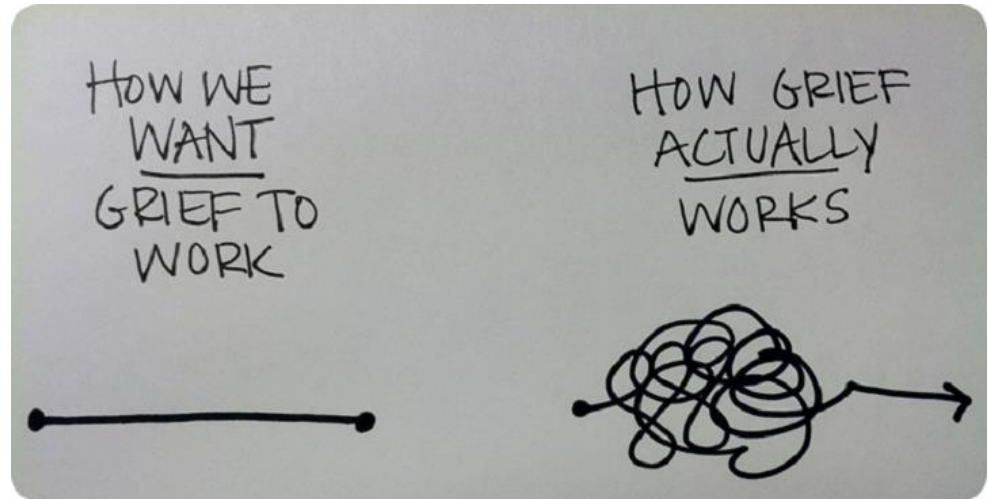 HOW WE
WANT
GRIEF TO
WORK
HOW GRIEF
ACTUALLY
WORKS